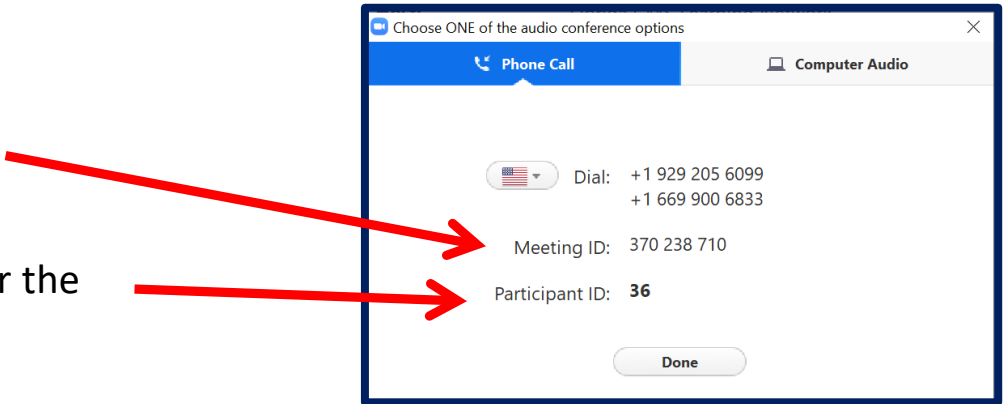 Choose ONE of the audio conference options
Phone Call
Computer Audio
Dial: +1 929 205 6099
+1 669 900 6833
Meeting ID: 370 238 710
r the
Participant ID: 36
Done